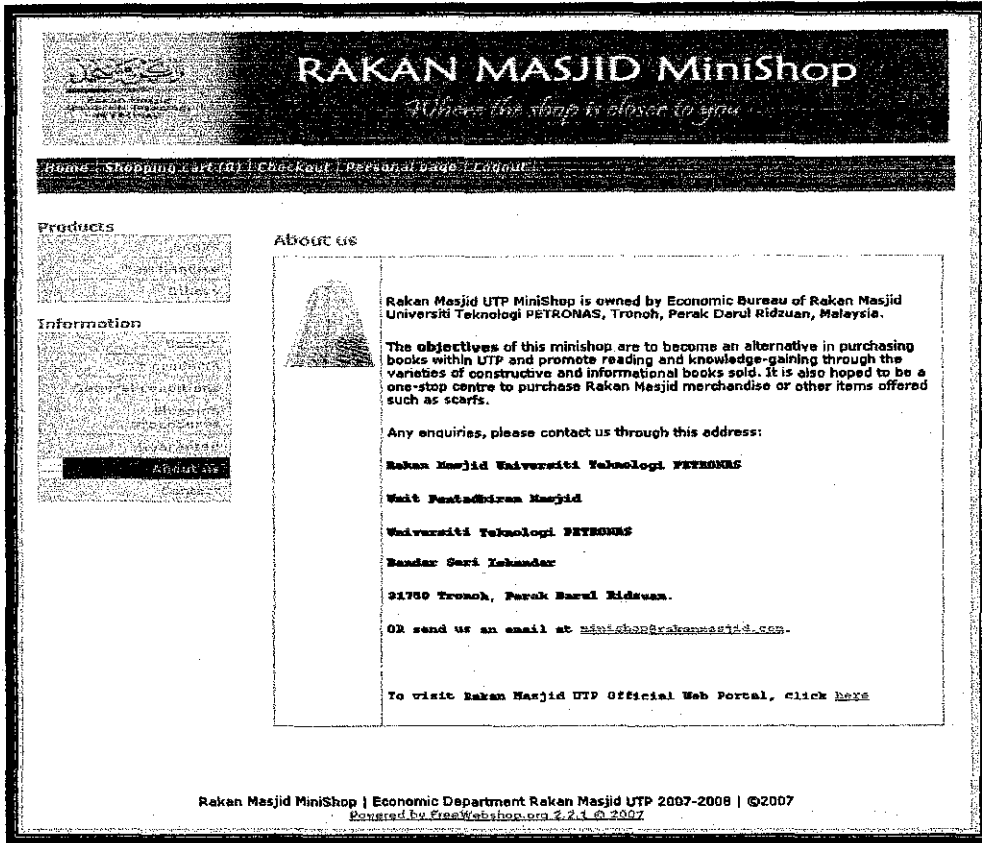 RAKAN MASJID MiniShop
Where the shop is closer to you
Home | Shopping cart (0) | Checkout | Personal page | Logout
Products
Information
Shipping
Guarantee
About us
About us
Rakan Masjid UTP MiniShop is owned by Economic Bureau of Rakan Masjid
Universiti Teknologi PETRONAS, Tronoh, Perak Darul Ridzuan, Malaysia.
The objectives of this minishop are to become an alternative in purchasing
books within UTP and promote reading and knowledge-gaining through the
varieties of constructive and informational books sold. It is also hoped to be a
one-stop centre to purchase Rakan Masjid merchandise or other items offered
such as scarfs.
Any enquiries, please contact us through this address:
Rakan Masjid Universiti Teknologi PETRONAS
Unit Pentadbiran Masjid
Universiti Teknologi PETRONAS
Bandar Seri Iskandar
31750 Tronoh, Perak Darul Ridzuan.
OR send us an email at minishop@rakanmasjid.com.
To visit Rakan Masjid UTP Official Web Portal, click here
Rakan Masjid MiniShop | Economic Department Rakan Masjid UTP 2007-2008 | ©2007
Powered by FreeWebshop.org 2.2.1 © 2007